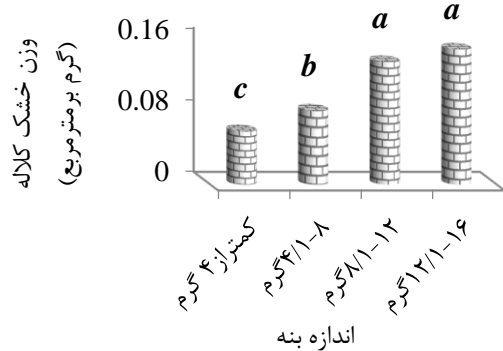 وزن خشک کلاله
(گرم برمترمربع)
0.16
0.08
0
c
b
a
a
کمتراز۴ گرم
۴/۱-۸گرم
۸/۱-۱۲گرم
۱۲/۱-۱۶گرم
اندازه بنه